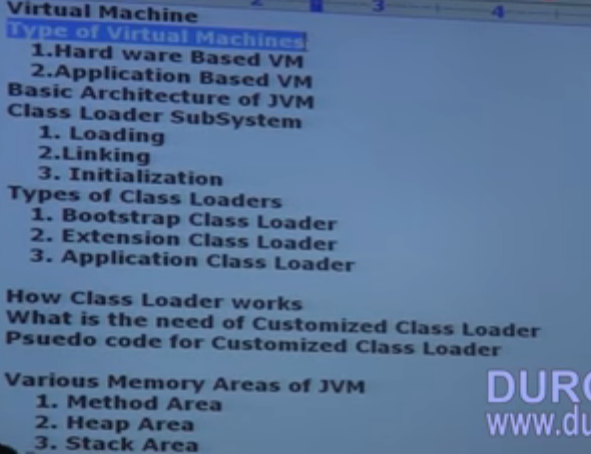 2 3 4
Virtual Machine
Type of Virtual Machines
1.Hard ware Based VM
2.Application Based VM
Basic Architecture of JVM
Class Loader SubSystem
1. Loading
2.Linking
3. Initialization
Types of Class Loaders
1. Bootstrap Class Loader
2. Extension Class Loader
3. Application Class Loader
How Class Loader works
What is the need of Customized Class Loader
Psuedo code for Customized Class Loader
Various Memory Areas of JVM
1. Method Area
2. Heap Area
3. Stack Area
DURG
www.du